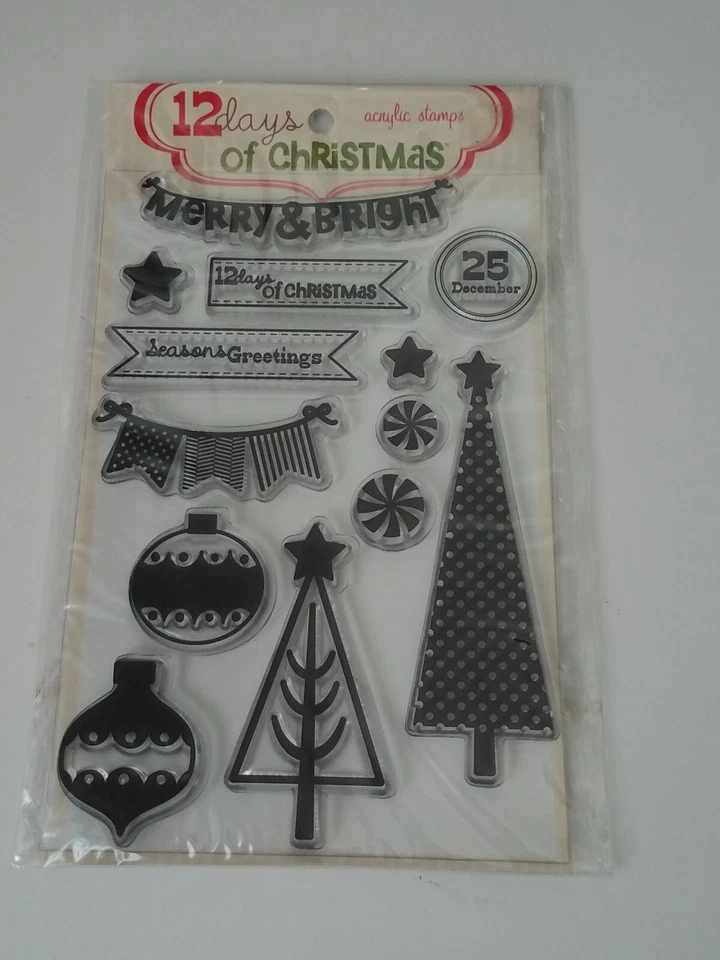 12 days
acrylic stamps
of CHRISTMaS
MeRRY & BRIght
12 days
of CHRISTMAS
25
December
Seasons Greetings